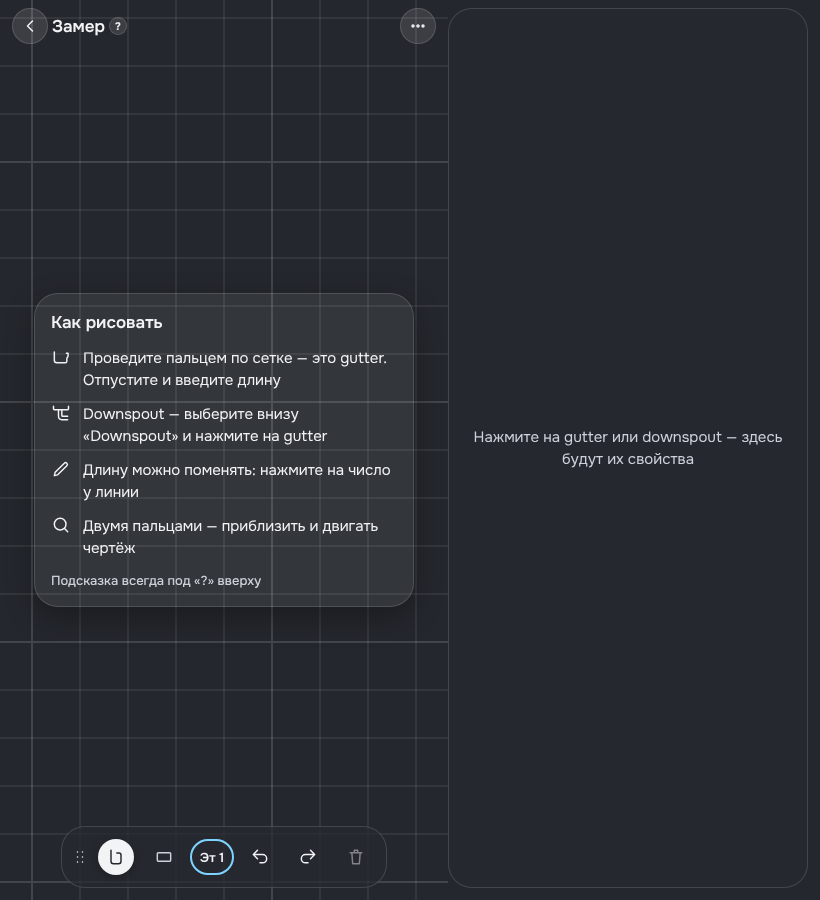 Замер ?
Как рисовать
Проведите пальцем по сетке — это gutter.
Отпустите и введите длину
Downspout — выберите внизу
«Downspout» и нажмите на gutter
Длину можно поменять: нажмите на число
у линии
Двумя пальцами — приблизить и двигать
чертёж
Подсказка всегда под «?» вверху
Нажмите на gutter или downspout — здесь
будут их свойства
Эт 1